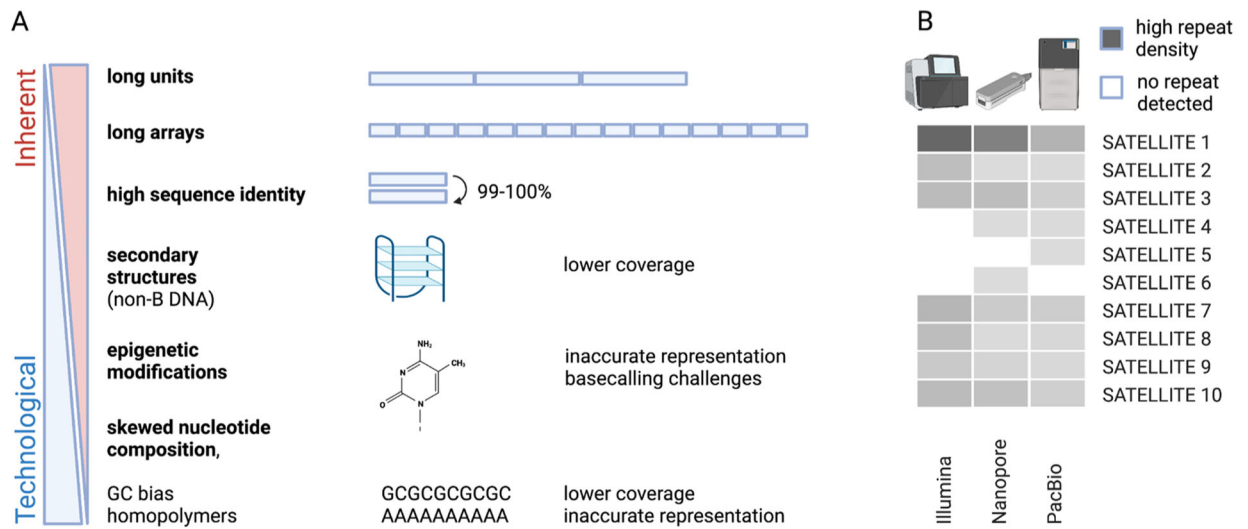 A
Inherent
Technological
long units
long arrays
high sequence identity
99-100%
secondary
structures
(non-B DNA)
lower coverage
epigenetic
modifications
NH₂
CH₃
N
O
N
I
inaccurate representation
basecalling challenges
skewed nucleotide
composition,
GC bias
homopolymers
GCGCGCGCGC
AAAAAAAAAA
lower coverage
inaccurate representation
B
high repeat
density
no repeat
detected
SATELLITE 1
SATELLITE 2
SATELLITE 3
SATELLITE 4
SATELLITE 5
SATELLITE 6
SATELLITE 7
SATELLITE 8
SATELLITE 9
SATELLITE 10
Illumina
Nanopore
PacBio